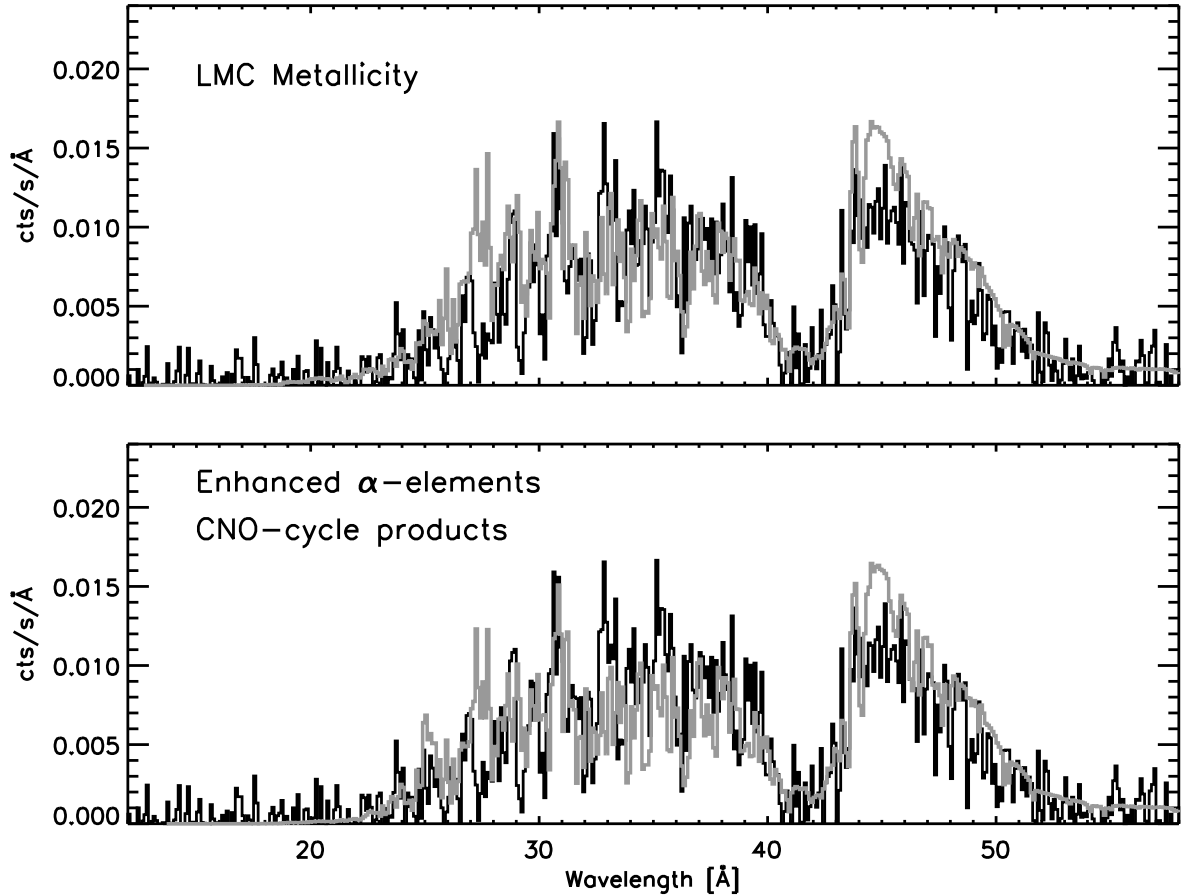 LMC Metallicity
0.020
0.015
0.010
0.005
0.000
cts/s/Å
Enhanced α-elements
CNO-cycle products
0.020
0.015
0.010
0.005
0.000
cts/s/Å
20 30 40 50
Wavelength [Å]